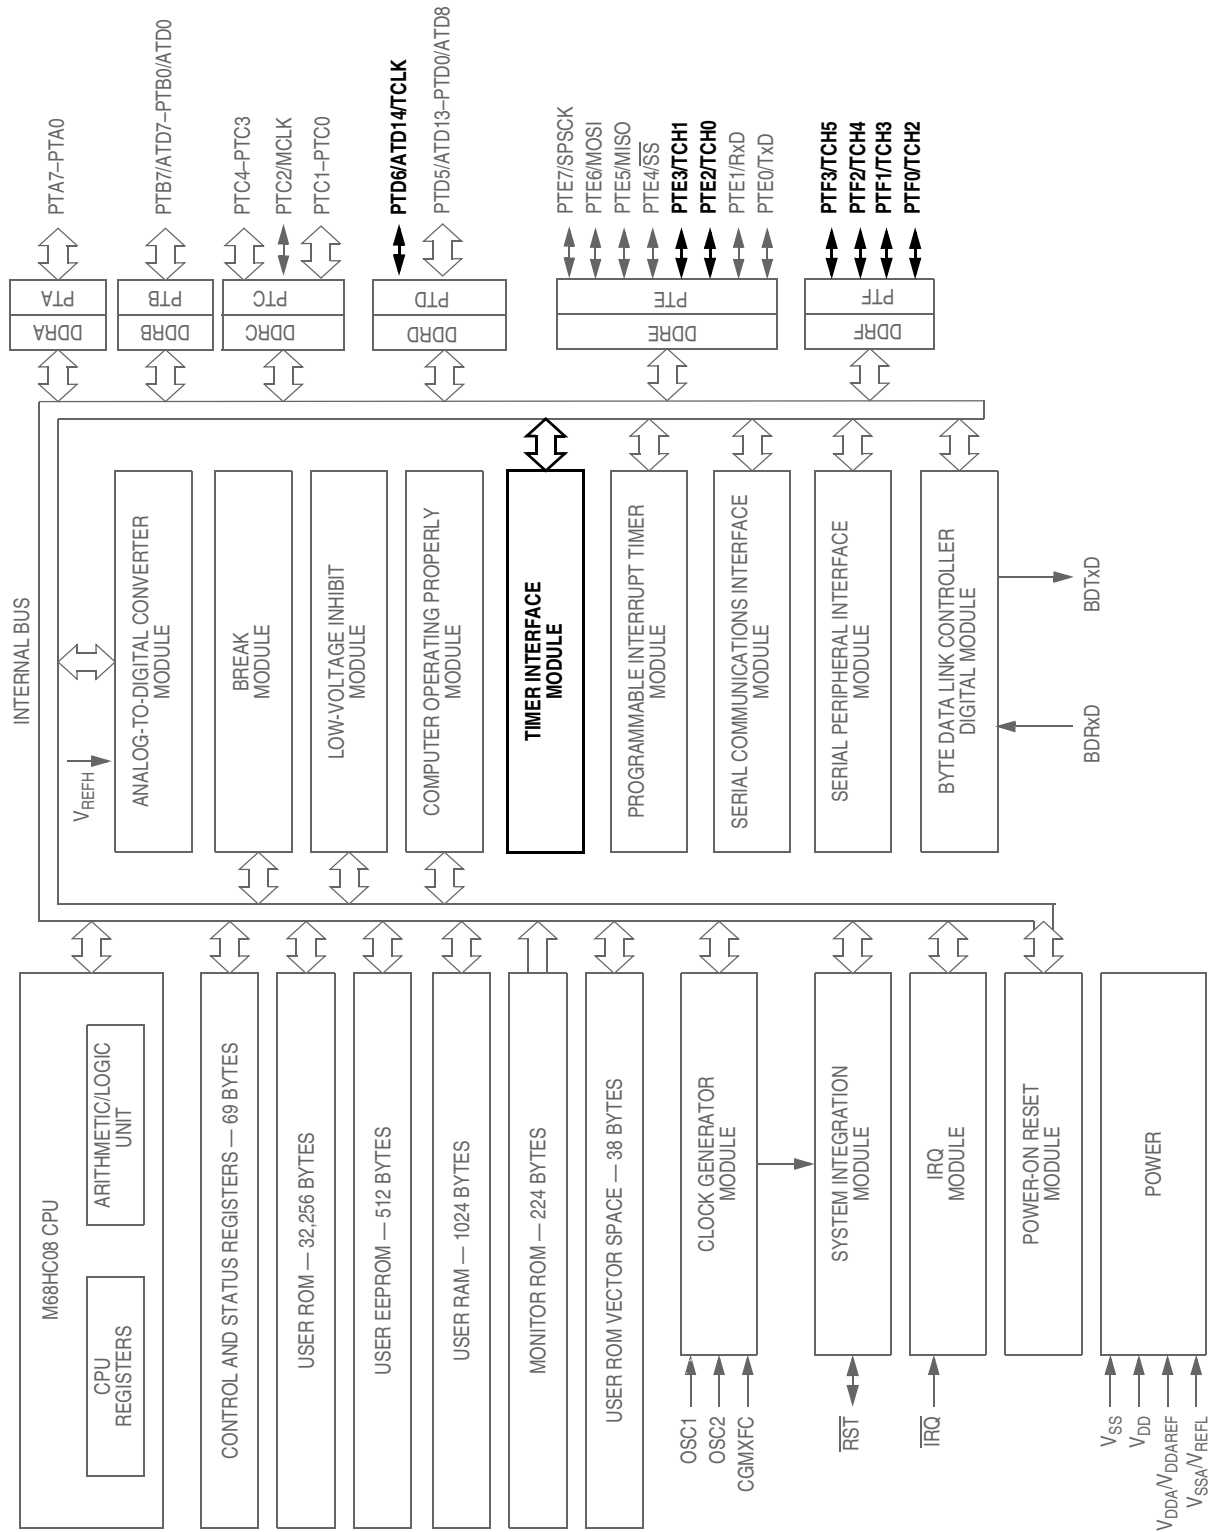 INTERNAL BUS
M68HC08 CPU
CPU
REGISTERS
ARITHMETIC/LOGIC
UNIT
CONTROL AND STATUS REGISTERS — 69 BYTES
USER ROM — 32,256 BYTES
USER EEPROM — 512 BYTES
USER RAM — 1024 BYTES
MONITOR ROM — 224 BYTES
USER ROM VECTOR SPACE — 38 BYTES
OSC1
OSC2
CGMXFC
CLOCK GENERATOR
MODULE
RST
SYSTEM INTEGRATION
MODULE
IRQ
IRQ
MODULE
POWER-ON RESET
MODULE
VSS
VDD
VDDA/VDDAREF
VSSA/VREFL
POWER
VREFH
ANALOG-TO-DIGITAL CONVERTER
MODULE
BREAK
MODULE
LOW-VOLTAGE INHIBIT
MODULE
COMPUTER OPERATING PROPERLY
MODULE
TIMER INTERFACE
MODULE
PROGRAMMABLE INTERRUPT TIMER
MODULE
SERIAL COMMUNICATIONS INTERFACE
MODULE
SERIAL PERIPHERAL INTERFACE
MODULE
BYTE DATA LINK CONTROLLER
DIGITAL MODULE
BDRxD
BDTxD
DDRA
PTA
PTA7–PTA0
DDRB
PTB
PTB7/ATD7–PTB0/ATD0
DDRC
PTC
PTC4–PTC3
PTC2/MCLK
PTC1–PTC0
DDRD
PTD
PTD6/ATD14/TCLK
PTD5/ATD13–PTD0/ATD8
DDRE
PTE
PTE7/SPSCK
PTE6/MOSI
PTE5/MISO
PTE4/SS
PTE3/TCH1
PTE2/TCH0
PTE1/RxD
PTE0/TxD
DDRF
PTF
PTF3/TCH5
PTF2/TCH4
PTF1/TCH3
PTF0/TCH2